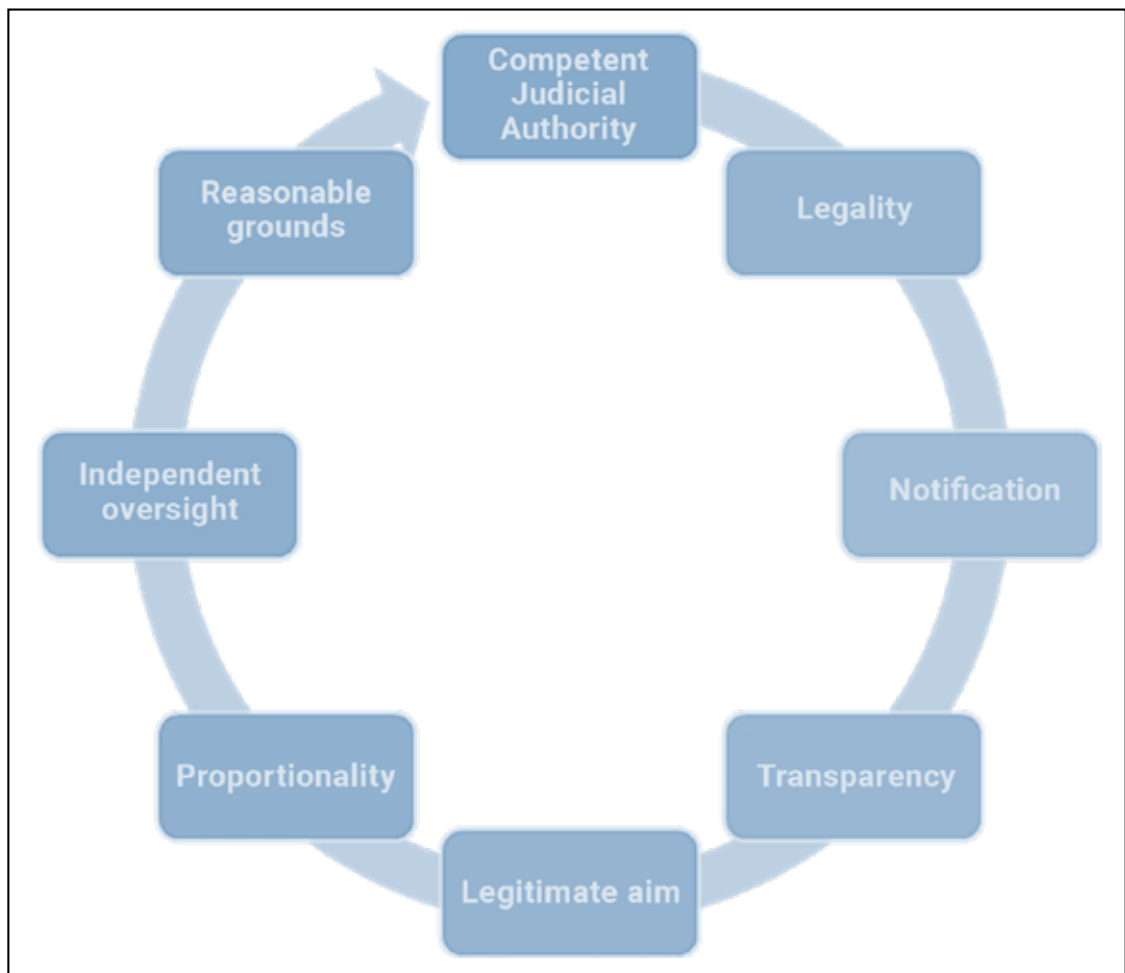 Competent
Judicial
Authority
Legality
Notification
Transparency
Legitimate aim
Proportionality
Independent
oversight
Reasonable
grounds